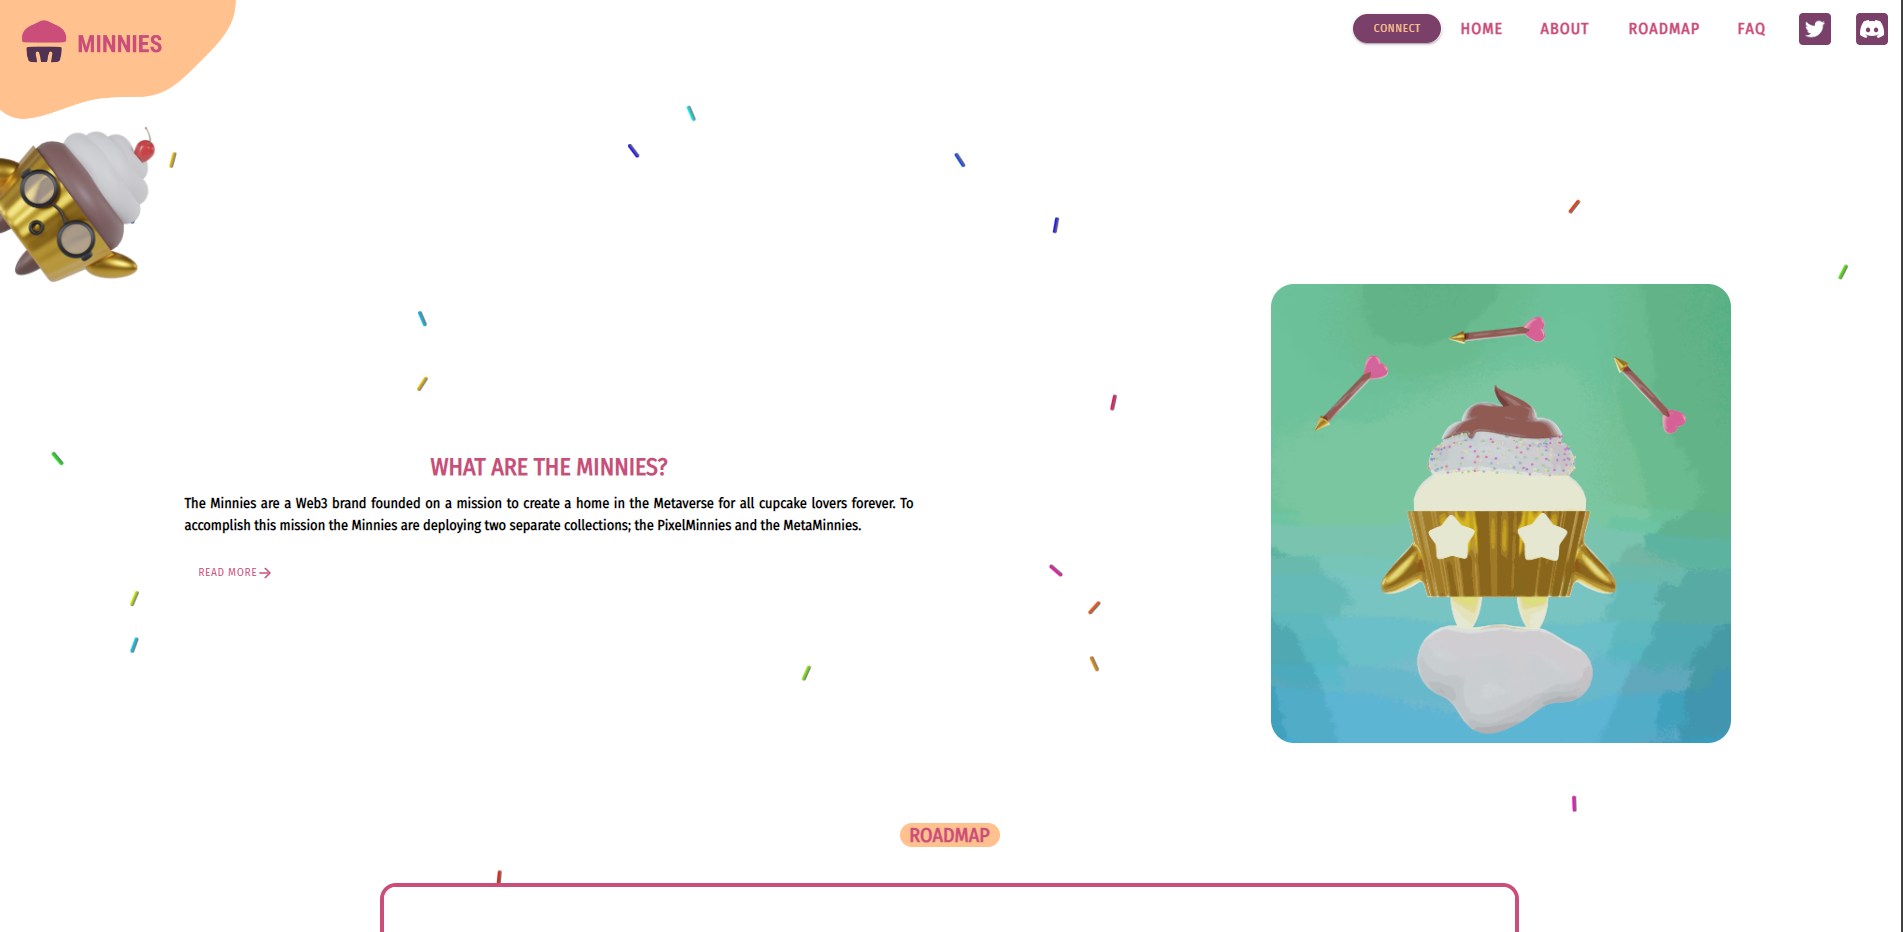 MINNIES
CONNECT
HOME
ABOUT
ROADMAP
FAQ
WHAT ARE THE MINNIES?
The Minnies are a Web3 brand founded on a mission to create a home in the Metaverse for all cupcake lovers forever. To
accomplish this mission the Minnies are deploying two separate collections; the PixelMinnies and the MetaMinnies.
READ MORE
ROADMAP